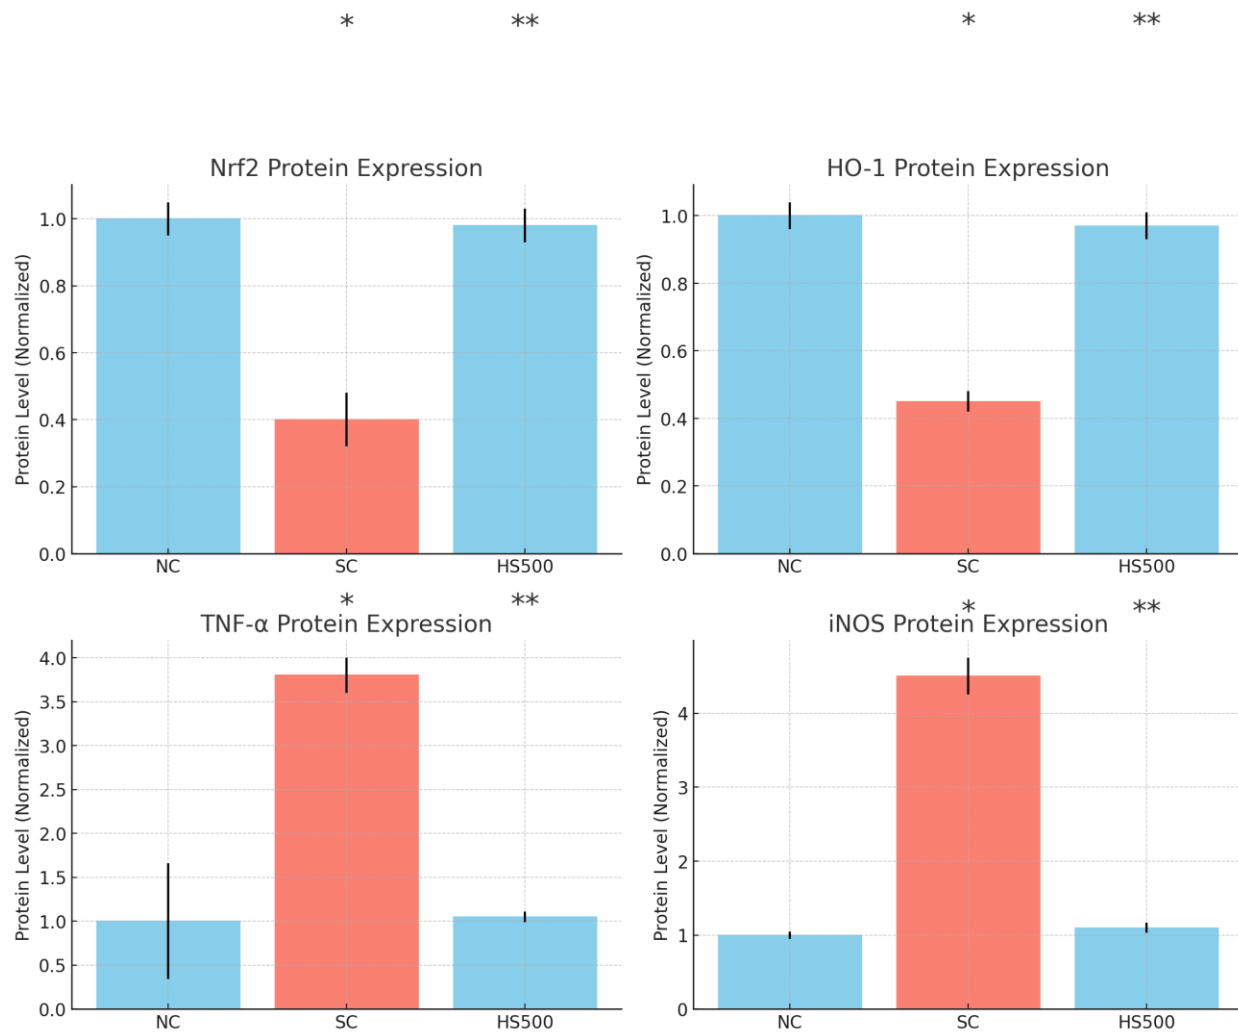 * ** * **
Nrf2 Protein Expression
Protein Level (Normalized)
1.0
0.8
0.6
0.4
0.2
0.0
NC SC HS500
HO-1 Protein Expression
Protein Level (Normalized)
1.0
0.8
0.6
0.4
0.2
0.0
NC SC HS500
* **
TNF-α Protein Expression
Protein Level (Normalized)
4.0
3.5
3.0
2.5
2.0
1.5
1.0
0.5
0.0
NC SC HS500
* **
iNOS Protein Expression
Protein Level (Normalized)
4
3
2
1
0
NC SC HS500